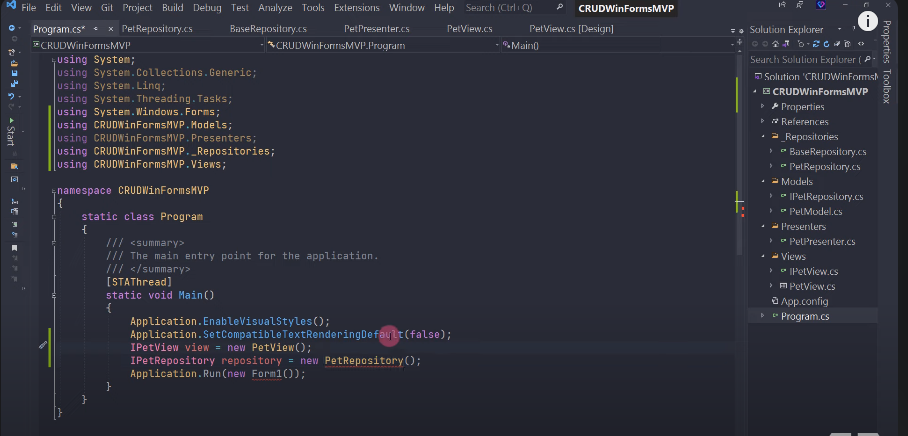 File Edit View Git Project Build Debug Test Analyze Tools Extensions Window Help Search (Ctrl+Q) CRUDWinFormsMVP
Program.cs* PetRepository.cs BaseRepository.cs PetPresenter.cs PetView.cs PetView.cs [Design]
CRUDWinFormsMVP CRUDWinFormsMVP.Program Main()
using System;
using System.Collections.Generic;
using System.Linq;
using System.Threading.Tasks;
using System.Windows.Forms;
using CRUDWinFormsMVP.Models;
using CRUDWinFormsMVP.Presenters;
using CRUDWinFormsMVP._Repositories;
using CRUDWinFormsMVP.Views;
namespace CRUDWinFormsMVP
{
static class Program
{
/// <summary>
/// The main entry point for the application.
/// </summary>
[STAThread]
static void Main()
{
Application.EnableVisualStyles();
Application.SetCompatibleTextRenderingDefault(false);
IPetView view = new PetView();
IPetRepository repository = new PetRepository();
Application.Run(new Form1());
}
}
}
Start
Solution Explorer
Search Solution Explorer (
Solution 'CRUDWinFormsM
CRUDWinFormsMVP
Properties
References
_Repositories
BaseRepository.cs
PetRepository.cs
Models
IPetRepository.cs
PetModel.cs
Presenters
PetPresenter.cs
Views
IPetView.cs
PetView.cs
App.config
Program.cs
Properties
Toolbox